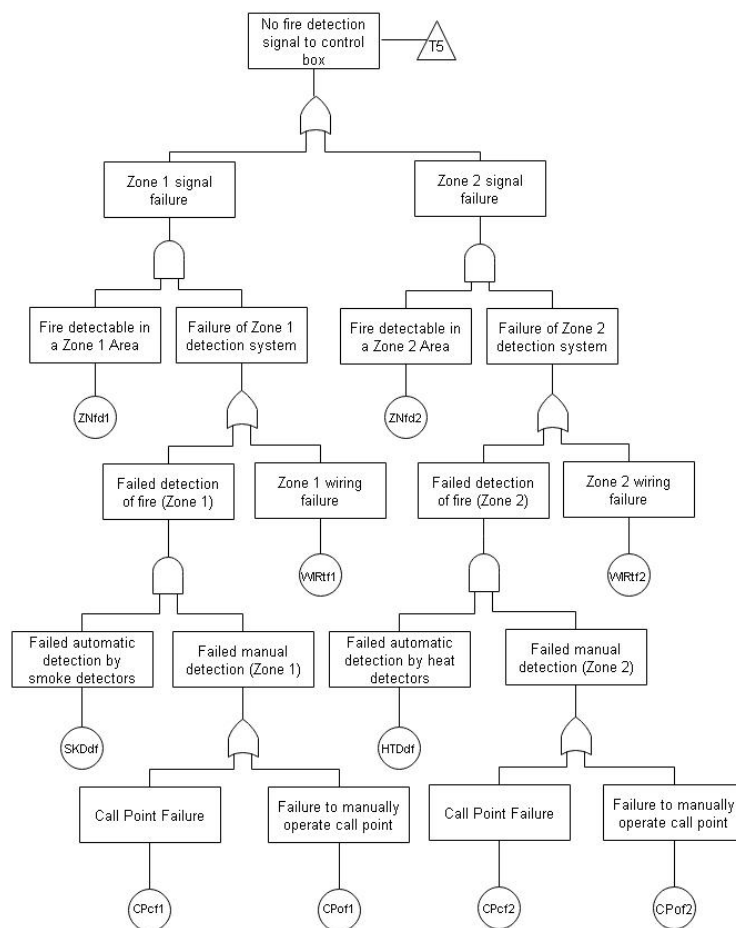 No fire detection
signal to control
box
T5
Zone 1 signal
failure
Zone 2 signal
failure
Fire detectable in
a Zone 1 Area
Failure of Zone 1
detection system
Fire detectable in
a Zone 2 Area
Failure of Zone 2
detection system
ZNfd1
ZNfd2
Failed detection
of fire (Zone 1)
Zone 1 wiring
failure
Failed detection
of fire (Zone 2)
Zone 2 wiring
failure
WIRtf1
WIRtf2
Failed automatic
detection by
smoke detectors
Failed manual
detection (Zone 1)
Failed automatic
detection by heat
detectors
Failed manual
detection (Zone 2)
SKDdf
HTDdf
Call Point Failure
Failure to manually
operate call point
Call Point Failure
Failure to manually
operate call point
CPcf1
CPof1
CPcf2
CPof2